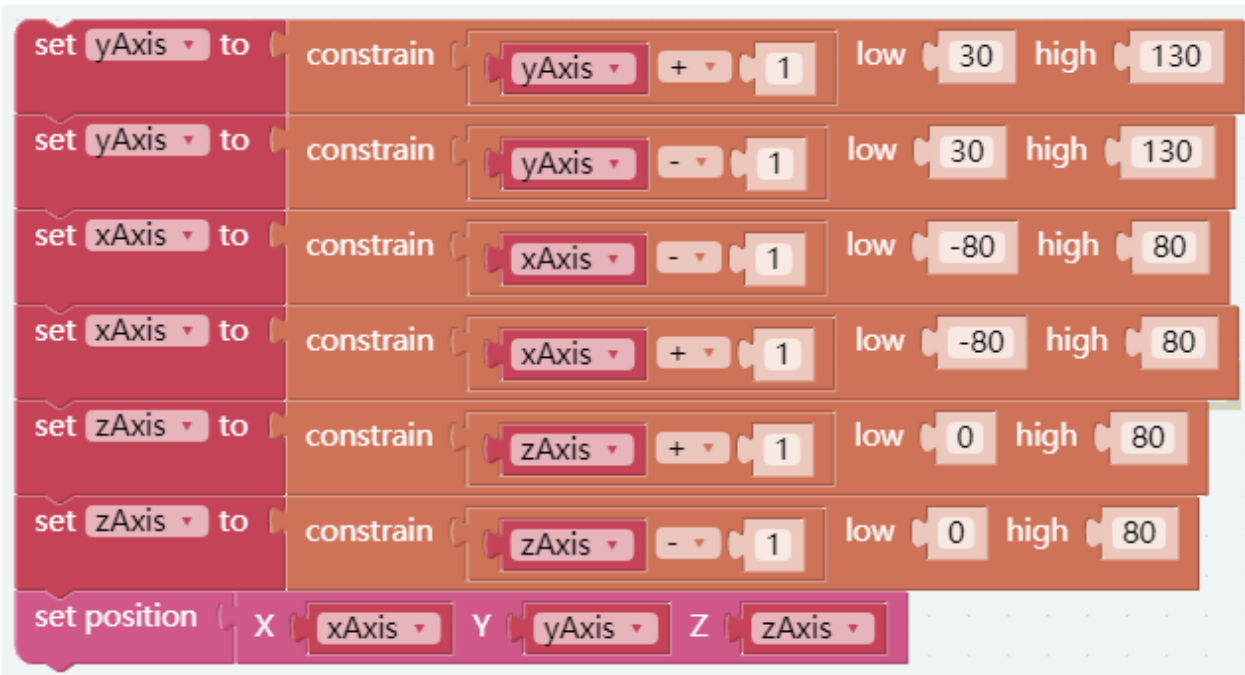 set yAxis to constrain yAxis + 1 low 30 high 130
set yAxis to constrain yAxis - 1 low 30 high 130
set xAxis to constrain xAxis - 1 low -80 high 80
set xAxis to constrain xAxis + 1 low -80 high 80
set zAxis to constrain zAxis + 1 low 0 high 80
set zAxis to constrain zAxis - 1 low 0 high 80
set position X xAxis Y yAxis Z zAxis